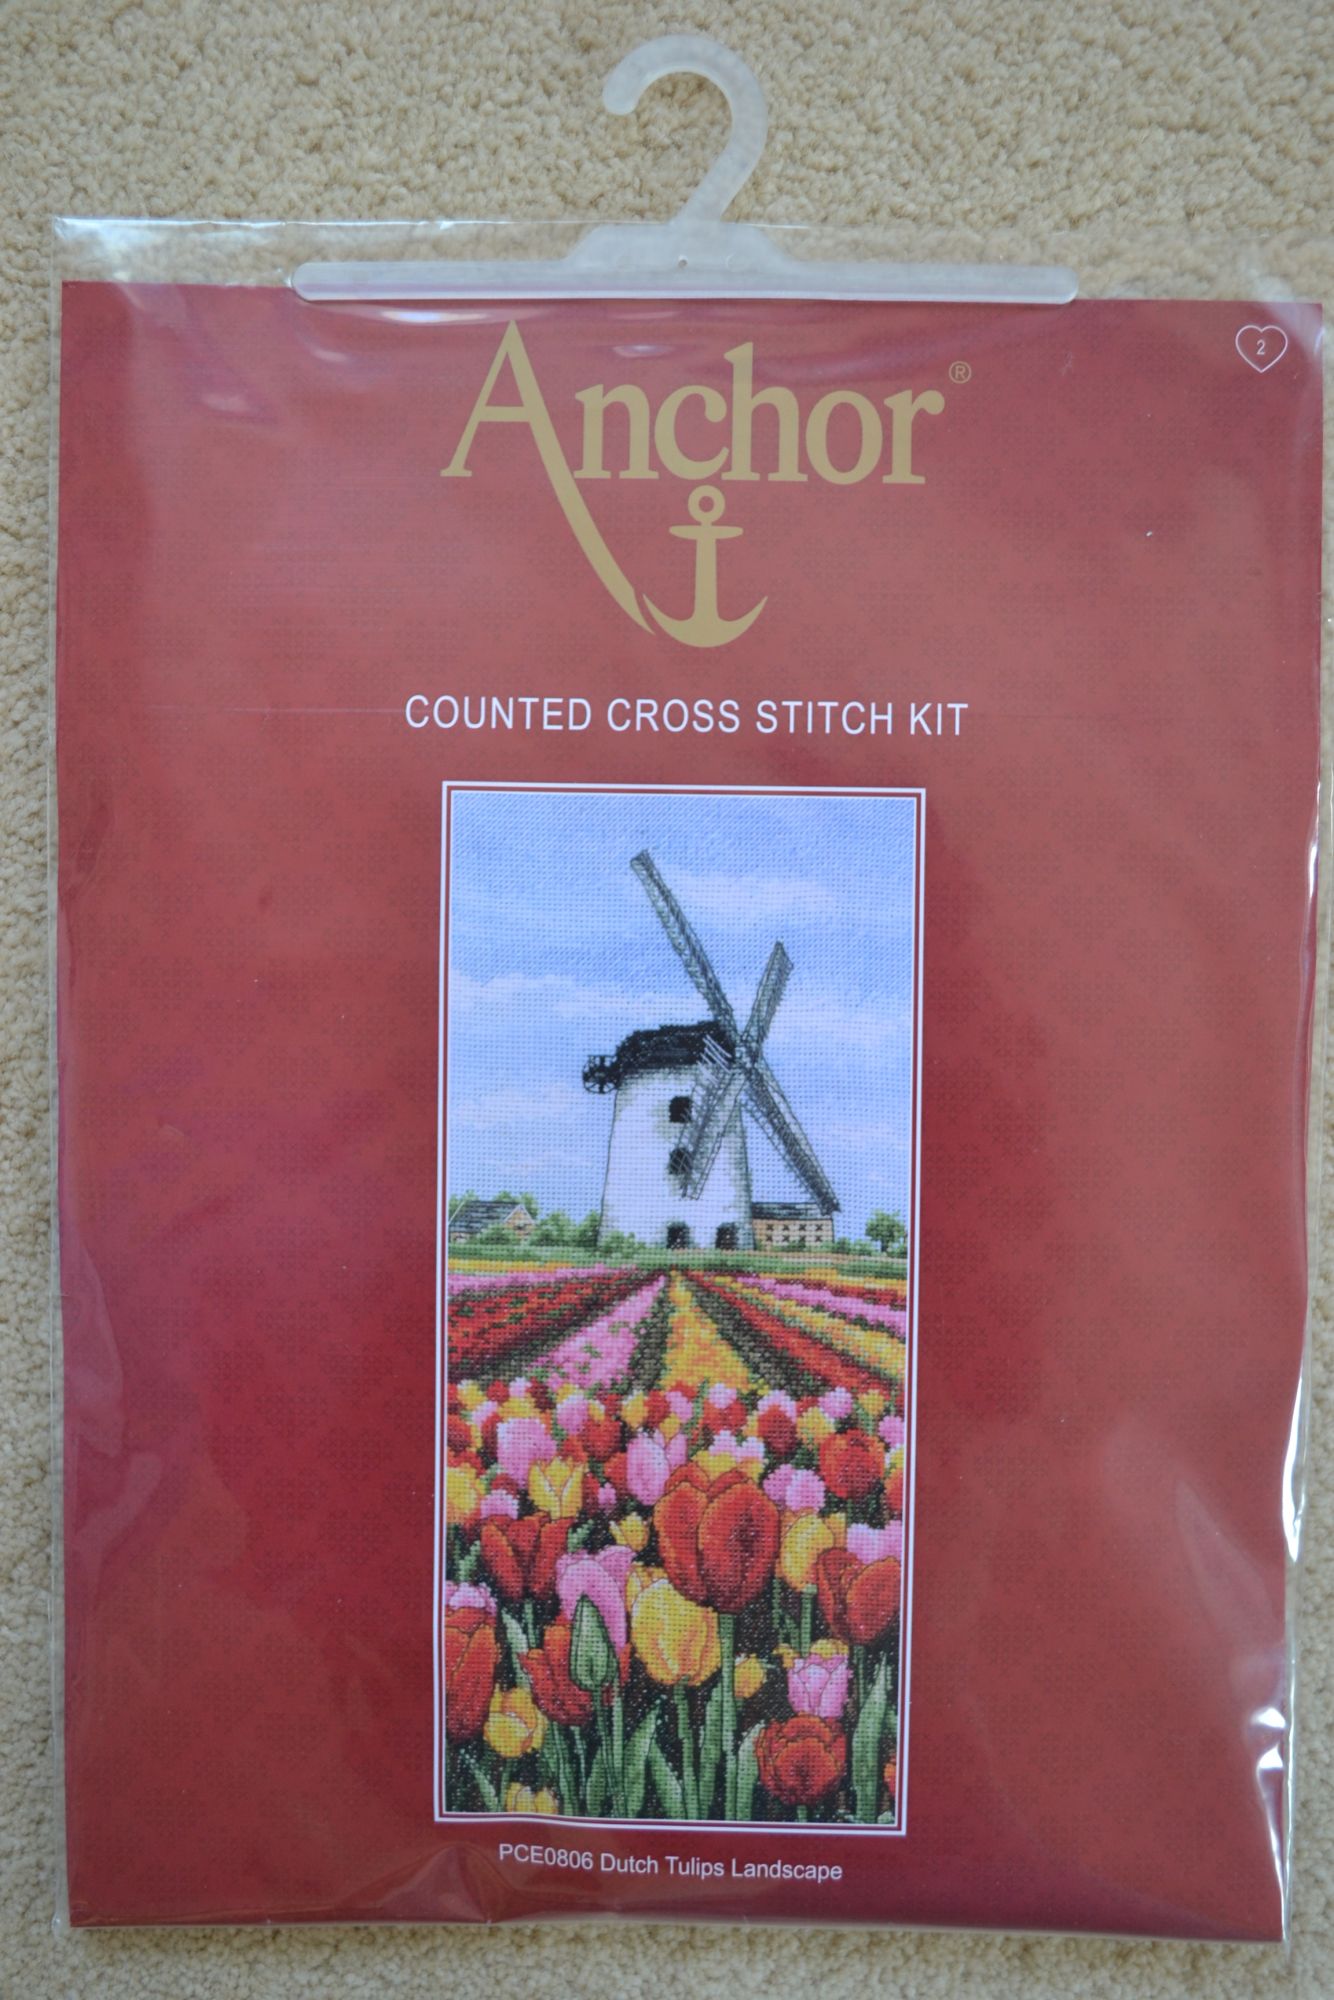 Anchor®
2
COUNTED CROSS STITCH KIT
PCE0806 Dutch Tulips Landscape